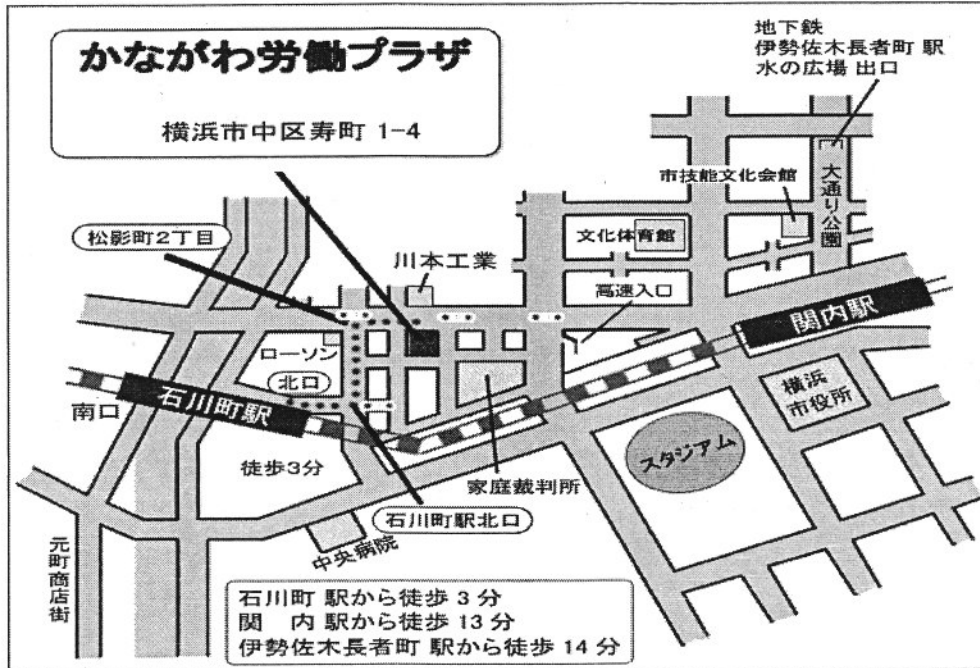 かながわ労働プラザ
横浜市中区寿町 1-4
地下鉄
伊勢佐木長者町 駅
水の広場 出口
市技能文化会館
大通り公園
松影町2丁目
文化体育館
川本工業
高速入口
関内駅
ローソン
北口
石川町駅
南口
横浜
市役所
スタジアム
徒歩3分
家庭裁判所
石川町駅北口
中央病院
元町商店街
石川町 駅から徒歩 3 分
関　内 駅から徒歩 13 分
伊勢佐木長者町 駅から徒歩 14 分